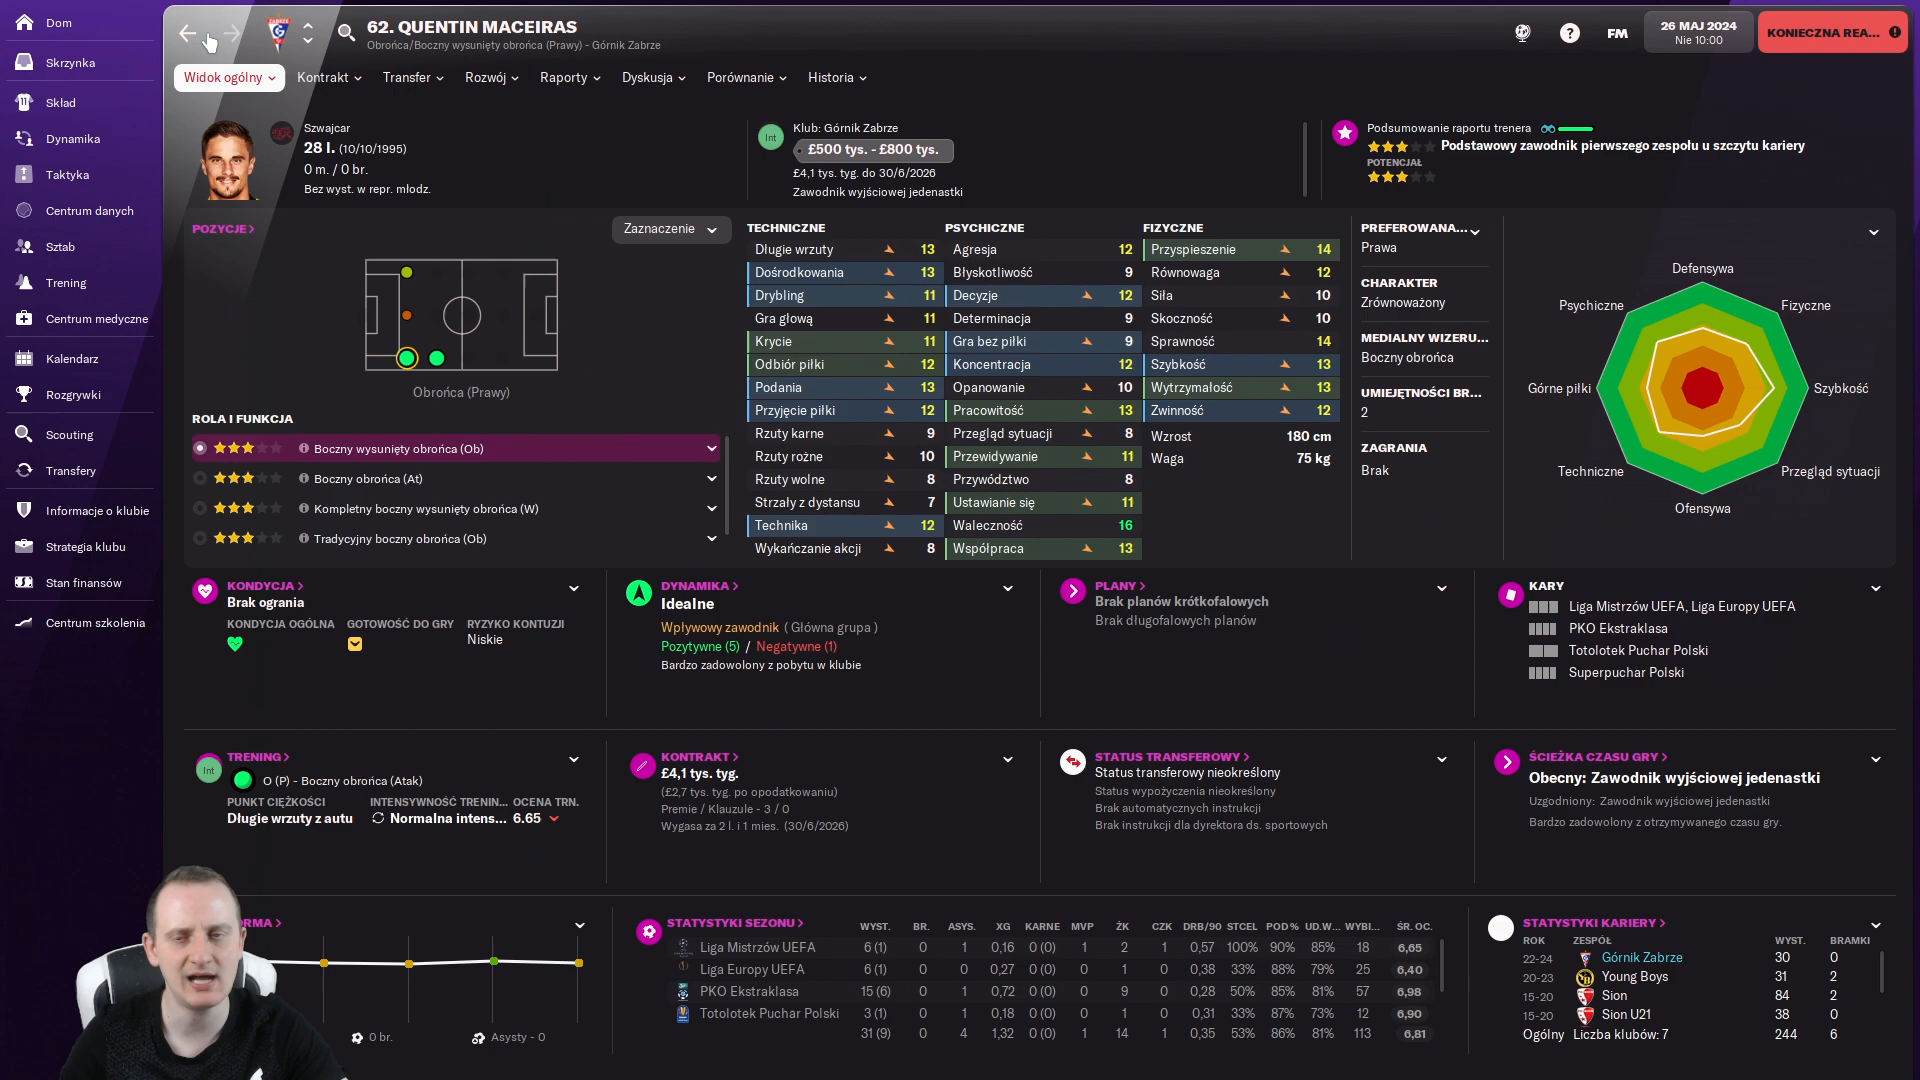 Dom
Skrzynka
Skład
Dynamika
Taktyka
Centrum danych
Sztab
Trening
Centrum medyczne
Kalendarz
Rozgrywki
Scouting
Transfery
Informacje o klubie
Strategia klubu
Stan finansów
Centrum szkolenia
62. QUENTIN MACEIRAS
Obrońca/Boczny wysunięty obrońca (Prawy) - Górnik Zabrze
FM
26 MAJ 2024
Nie 10:00
KONIECZNA REA...
Widok ogólny
Kontrakt
Transfer
Rozwój
Raporty
Dyskusja
Porównanie
Historia
Szwajcar
28 l. (10/10/1995)
0 m. / 0 br.
Bez wyst. w repr. młodz.
Int
Klub: Górnik Zabrze
£500 tys. - £800 tys.
£4,1 tys. tyg. do 30/6/2026
Zawodnik wyjściowej jedenastki
Podsumowanie raportu trenera
Podstawowy zawodnik pierwszego zespołu u szczytu kariery
POTENCJAŁ
POZYCJE
Zaznaczenie
Obrońca (Prawy)
ROLA I FUNKCJA
Boczny wysunięty obrońca (Ob)
Boczny obrońca (At)
Kompletny boczny wysunięty obrońca (W)
Tradycyjny boczny obrońca (Ob)
TECHNICZNE
Długie wrzuty 13
Dośrodkowania 13
Drybling 11
Gra głową 11
Krycie 11
Odbiór piłki 12
Podania 13
Przyjęcie piłki 12
Rzuty karne 9
Rzuty rożne 10
Rzuty wolne 8
Strzały z dystansu 7
Technika 12
Wykańczanie akcji 8
PSYCHICZNE
Agresja 12
Błyskotliwość 9
Decyzje 12
Determinacja 9
Gra bez piłki 9
Koncentracja 12
Opanowanie 10
Pracowitość 13
Przegląd sytuacji 8
Przewidywanie 11
Przywództwo 8
Ustawianie się 11
Waleczność 16
Współpraca 13
FIZYCZNE
Przyspieszenie 14
Równowaga 12
Siła 10
Skoczność 10
Sprawność 14
Szybkość 13
Wytrzymałość 13
Zwinność 12
Wzrost 180 cm
Waga 75 kg
PREFEROWANA...
Prawa
CHARAKTER
Zrównoważony
MEDIALNY WIZERU...
Boczny obrońca
UMIEJĘTNOŚCI BR...
2
ZAGRANIA
Brak
Defensywa
Fizyczne
Szybkość
Przegląd sytuacji
Ofensywa
Techniczne
Górne piłki
Psychiczne
KONDYCJA
Brak ogrania
KONDYCJA OGÓLNA GOTOWOŚĆ DO GRY RYZYKO KONTUZJI
Niskie
DYNAMIKA
Idealne
Wpływowy zawodnik ( Główna grupa )
Pozytywne (5) / Negatywne (1)
Bardzo zadowolony z pobytu w klubie
PLANY
Brak planów krótkofalowych
Brak długofalowych planów
KARY
Liga Mistrzów UEFA, Liga Europy UEFA
PKO Ekstraklasa
Totolotek Puchar Polski
Superpuchar Polski
TRENING
Int
O (P) - Boczny obrońca (Atak)
PUNKT CIĘŻKOŚCI INTENSYWNOŚĆ TRENIN... OCENA TRN.
Długie wrzuty z autu Normalna intens... 6.65
KONTRAKT
£4,1 tys. tyg.
(£2,7 tys. tyg. po opodatkowaniu)
Premie / Klauzule - 3 / 0
Wygasa za 2 l. i 1 mies. (30/6/2026)
STATUS TRANSFEROWY
Status transferowy nieokreślony
Status wypożyczenia nieokreślony
Brak automatycznych instrukcji
Brak instrukcji dla dyrektora ds. sportowych
ŚCIEŻKA CZASU GRY
Obecny: Zawodnik wyjściowej jedenastki
Uzgodniony: Zawodnik wyjściowej jedenastki
Bardzo zadowolony z otrzymywanego czasu gry.
ORMA
0 br.
Asysty - 0
STATYSTYKI SEZONU WYST. BR. ASYS. XG KARNE MVP ŻK CZK DRB/90 STCEL POD% UD.W... WYBI... ŚR. OC.
Liga Mistrzów UEFA 6 (1) 0 1 0,16 0 (0) 1 2 1 0,57 100% 90% 85% 18 6,65
Liga Europy UEFA 6 (1) 0 0 0,27 0 (0) 0 1 0 0,38 33% 88% 79% 25 6,40
PKO Ekstraklasa 15 (6) 0 1 0,72 0 (0) 0 9 0 0,28 50% 85% 81% 57 6,98
Totolotek Puchar Polski 3 (1) 0 1 0,18 0 (0) 0 1 0 0,31 33% 87% 73% 12 6,90
31 (9) 0 4 1,32 0 (0) 1 14 1 0,35 53% 86% 81% 113 6,81
STATYSTYKI KARIERY
ROK ZESPÓŁ WYST. BRAMKI
22-24 Górnik Zabrze 30 0
20-23 Young Boys 31 2
15-20 Sion 84 2
15-20 Sion U21 38 0
Ogólny Liczba klubów: 7 244 6